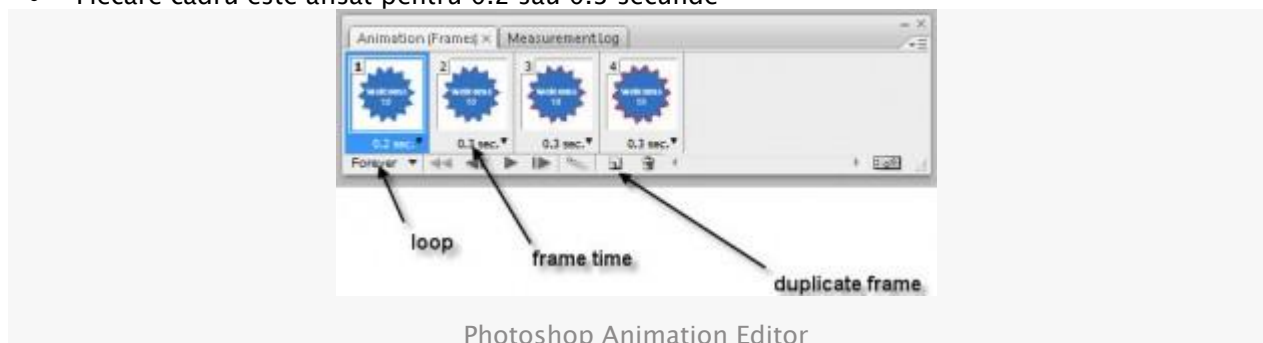 Fiecare cadru este afișat pentru 0.2 sau 0.3 secunde
Animation (Frames) × Measurement Log
1 2 3 4
0.2 sec. 0.3 sec. 0.3 sec. 0.3 sec.
Forever
loop
frame time
duplicate frame
Photoshop Animation Editor